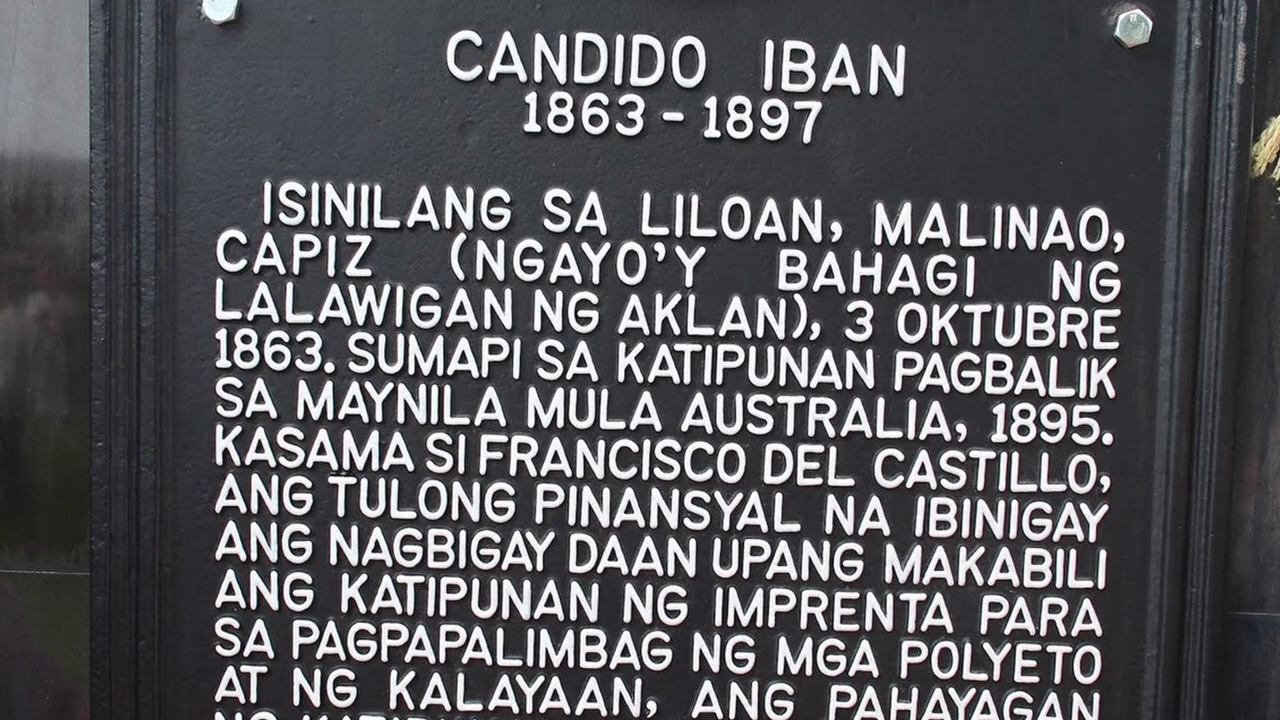 CANDIDO IBAN
1863 - 1897
ISINILANG SA LILOAN, MALINAO,
CAPIZ (NGAYO'Y BAHAGI NG
LALAWIGAN NG AKLAN), 3 OKTUBRE
1863. SUMAPI SA KATIPUNAN PAGBALIK
SA MAYNILA MULA AUSTRALIA, 1895.
KASAMA SI FRANCISCO DEL CASTILLO,
ANG TULONG PINANSYAL NA IBINIGAY
ANG NAGBIGAY DAAN UPANG MAKABILI
ANG KATIPUNAN NG IMPRENTA PARA
SA PAGPAPALIMBAG NG MGA POLYETO
AT NG KALAYAAN, ANG PAHAYAGAN
NG